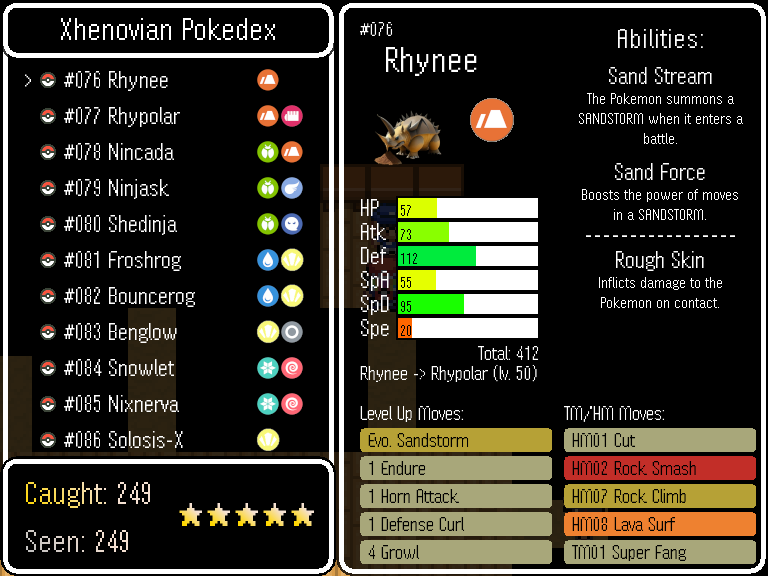 Xhenovian Pokedex
> #076 Rhynee
#077 Rhypolar
#078 Nincada
#079 Ninjask
#080 Shedinja
#081 Froshrog
#082 Bouncerog
#083 Benglow
#084 Snowlet
#085 Nixnerva
#086 Solosis-X
Caught: 249
Seen: 249
#076
Rhynee
HP 57
Atk 73
Def 112
SpA 55
SpD 95
Spe 20
Total: 412
Rhynee -> Rhypolar (lv. 50)
Abilities:
Sand Stream
The Pokemon summons a
SANDSTORM when it enters a
battle.
Sand Force
Boosts the power of moves
in a SANDSTORM.
Rough Skin
Inflicts damage to the
Pokemon on contact.
Level Up Moves:
Evo. Sandstorm
1 Endure
1 Horn Attack
1 Defense Curl
4 Growl
TM/HM Moves:
HM01 Cut
HM02 Rock Smash
HM07 Rock Climb
HM08 Lava Surf
TM01 Super Fang